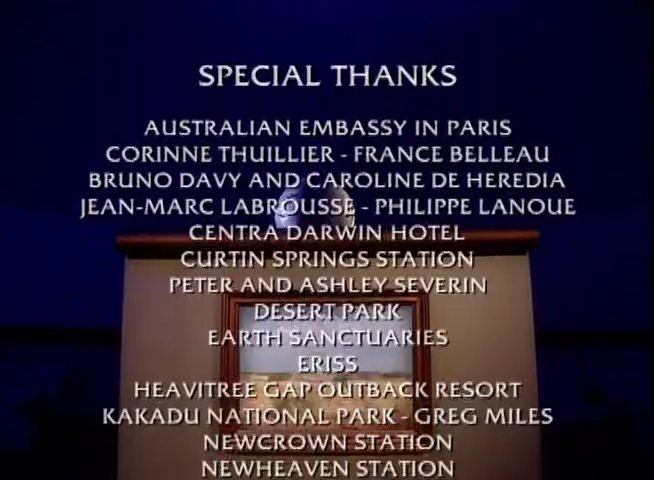 SPECIAL THANKS
AUSTRALIAN EMBASSY IN PARIS
CORINNE THUILLIER - FRANCE BELLEAU
BRUNO DAVY AND CAROLINE DE HEREDIA
JEAN-MARC LABROUSSE - PHILIPPE LANOUE
CENTRA DARWIN HOTEL
CURTIN SPRINGS STATION
PETER AND ASHLEY SEVERIN
DESERT PARK
EARTH SANCTUARIES
ERISS
HEAVITREE GAP OUTBACK RESORT
KAKADU NATIONAL PARK - GREG MILES
NEWCROWN STATION
NEWHEAVEN STATION